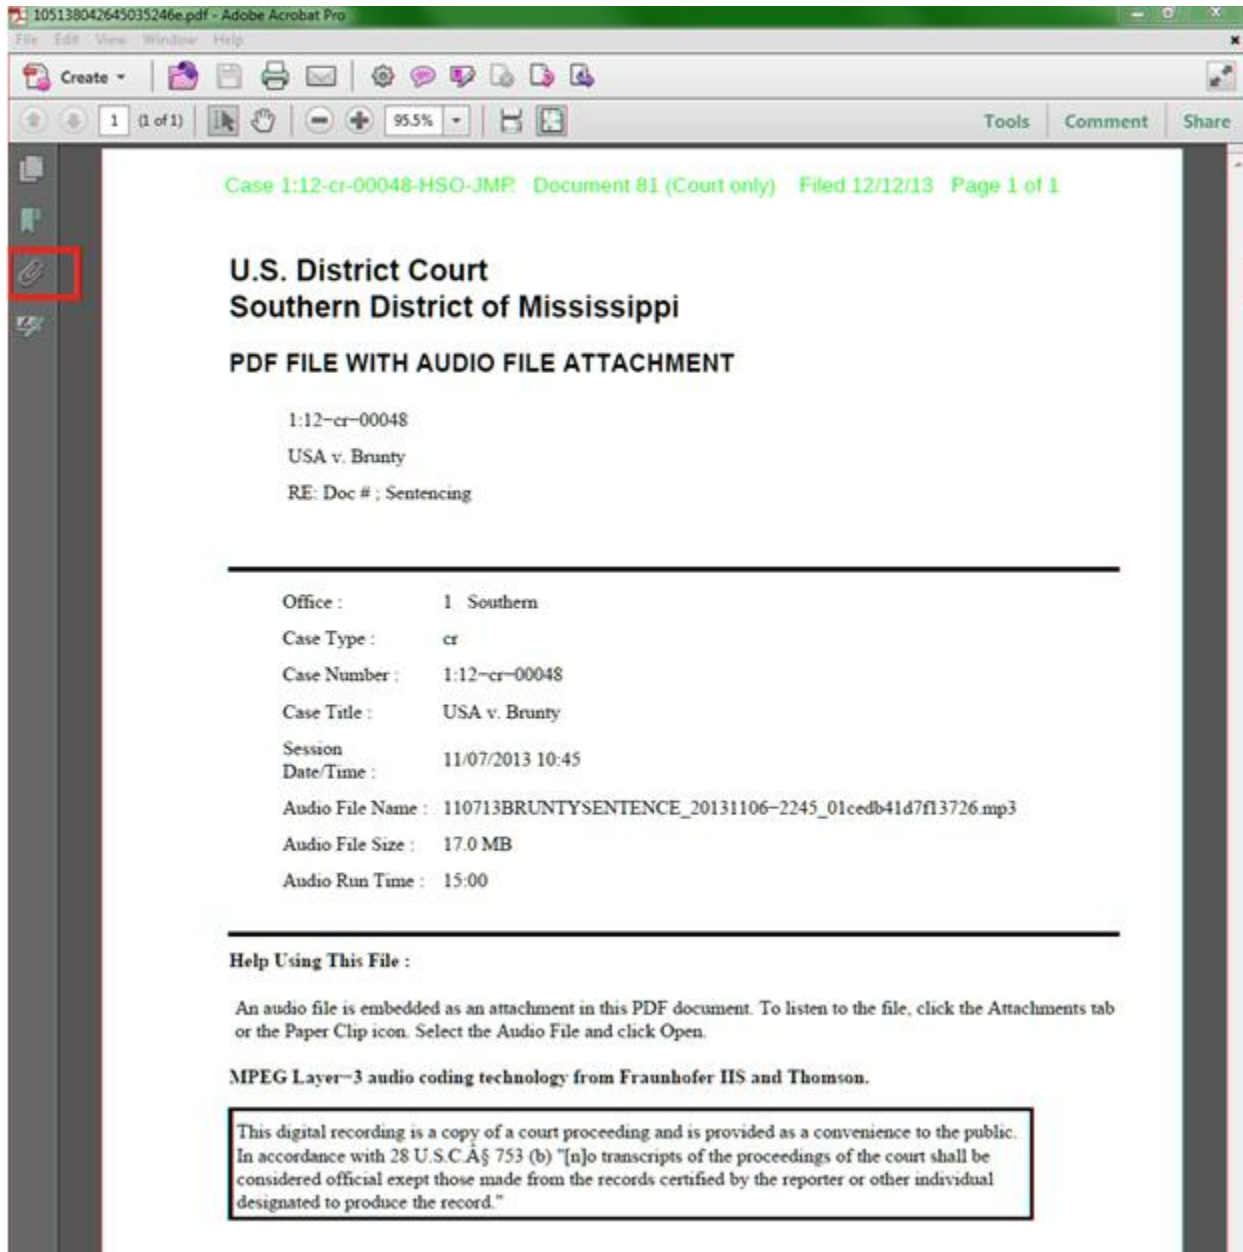 105138042645035246e.pdf - Adobe Acrobat Pro
File Edit View Window Help
Create
1 (1 of 1) 95.5% Tools Comment Share
Case 1:12-cr-00048-HSO-JMR Document 81 (Court only) Filed 12/12/13 Page 1 of 1
U.S. District Court
Southern District of Mississippi
PDF FILE WITH AUDIO FILE ATTACHMENT
1:12-cr-00048
USA v. Brunty
RE: Doc # ; Sentencing
Office : 1 Southern
Case Type : cr
Case Number : 1:12-cr-00048
Case Title : USA v. Brunty
Session
Date/Time : 11/07/2013 10:45
Audio File Name : 110713BRUNTYSENTENCE_20131106-2245_01cedb41d7f13726.mp3
Audio File Size : 17.0 MB
Audio Run Time : 15:00
Help Using This File :
An audio file is embedded as an attachment in this PDF document. To listen to the file, click the Attachments tab
or the Paper Clip icon. Select the Audio File and click Open.
MPEG Layer-3 audio coding technology from Fraunhofer IIS and Thomson.
This digital recording is a copy of a court proceeding and is provided as a convenience to the public.
In accordance with 28 U.S.C.Â§ 753 (b) "[n]o transcripts of the proceedings of the court shall be
considered official exept those made from the records certified by the reporter or other individual
designated to produce the record."